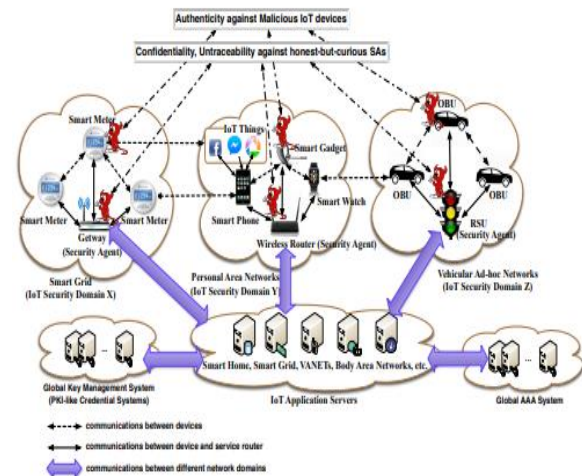 Authenticity against Malicious IoT devices
Confidentiality, Untraceability against honest-but-curious SAs
Smart Meter
IoT Things
OBU
Smart Gadget
Smart Meter
Smart Meter
Getway
(Security Agent)
Smart Phone
Smart Watch
Wireless Router (Security Agent)
OBU
OBU
RSU
(Security Agent)
Smart Grid
(IoT Security Domain X)
Personal Area Networks
(IoT Security Domain Y)
Vehicular Ad-hoc Networks
(IoT Security Domain Z)
...
Smart Home, Smart Grid, VANETs, Body Area Networks, etc.
...
Global Key Management System
(PKI-like Credential Systems)
IoT Application Servers
Global AAA System
communications between devices
communications between device and service router
communications between different network domains